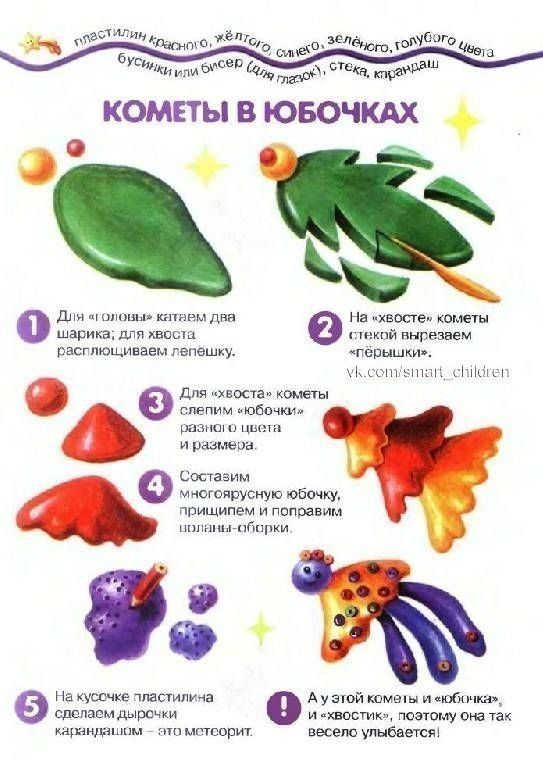 пластилин красного, жёлтого, синего, зелёного, голубого цвета
бусинки или бисер (для глазок), стека, карандаш
КОМЕТЫ В ЮБОЧКАХ
1 Для «головы» катаем два
шарика; для хвоста
расплющиваем лепёшку.
2 На «хвосте» кометы
стекой вырезаем
«пёрышки».
vk.com/smart_children
3 Для «хвоста» кометы
слепим «юбочки»
разного цвета
и размера.
4 Составим
многоярусную юбочку,
прищипем и поправим
воланы-оборки.
5 На кусочке пластилина
сделаем дырочки
карандашом – это метеорит.
! А у этой кометы и «юбочка»,
и «хвостик», поэтому она так
весело улыбается!